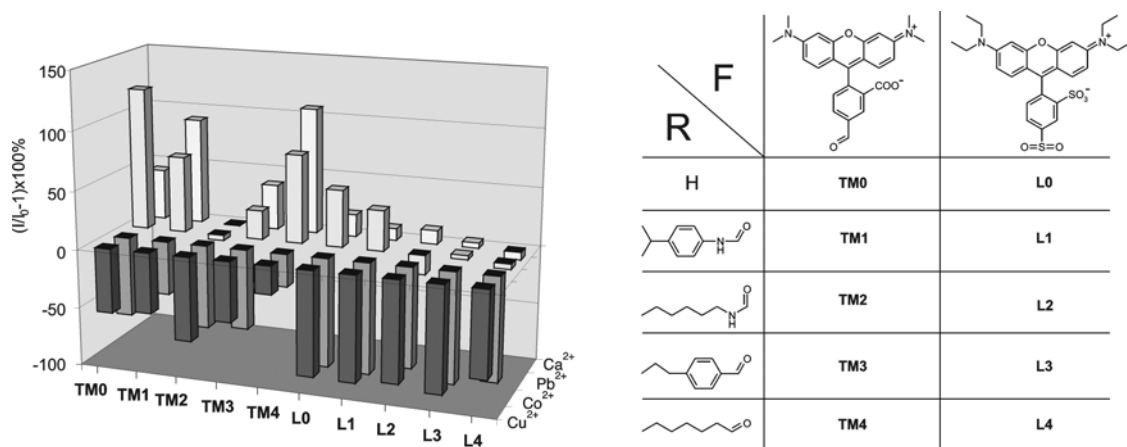 150
100
50
0
-50
-100
(I/I₀-1)x100%
TM0
TM1
TM2
TM3
TM4
L0
L1
L2
L3
L4
Ca²⁺
Pb²⁺
Co²⁺
Cu²⁺
F
R
N
O
N⁺
COO⁻
O
N
O
N⁺
SO₃⁻
O=S=O
H
TM0
L0
O
N
H
TM1
L1
O
N
H
TM2
L2
O
TM3
L3
O
TM4
L4